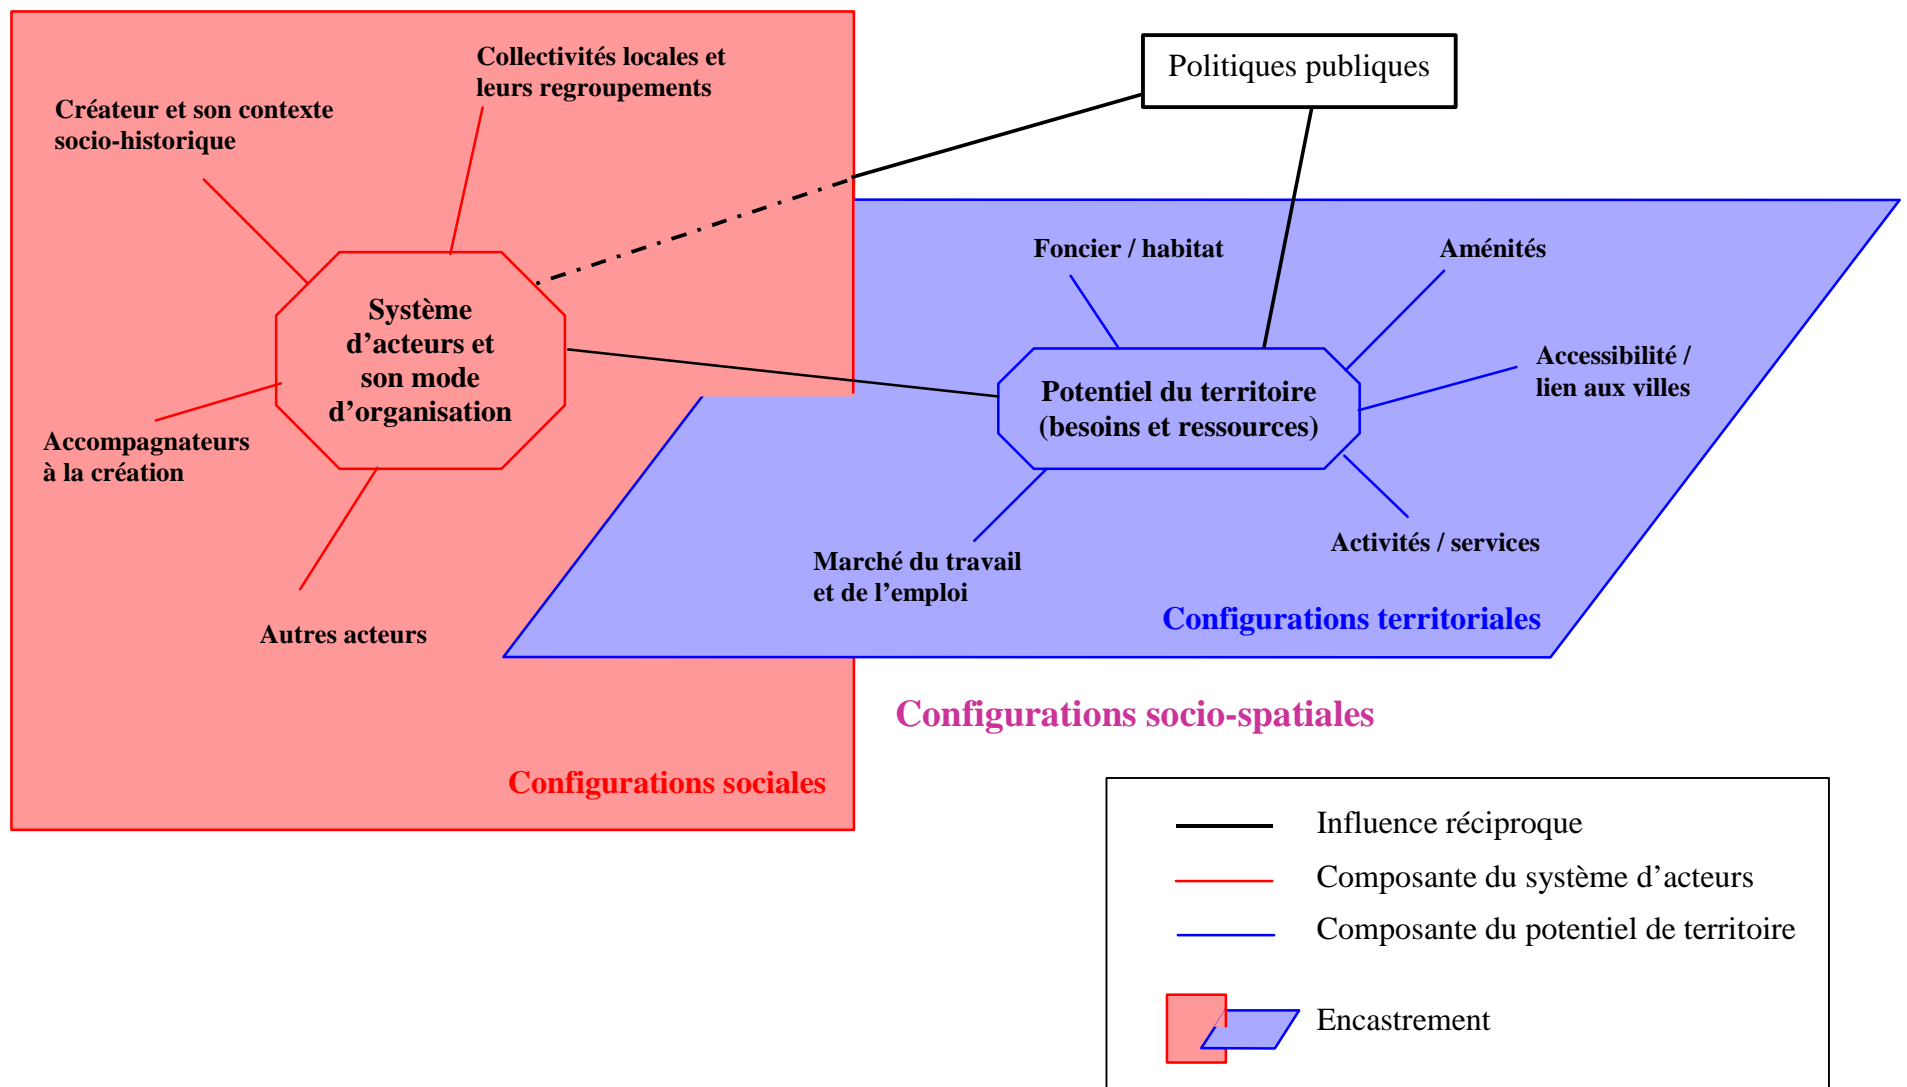 Collectivités locales et
leurs regroupements
Politiques publiques
Créateur et son contexte
socio-historique
Foncier / habitat
Aménités
Système
d’acteurs et
son mode
d’organisation
Accessibilité /
lien aux villes
Potentiel du territoire
(besoins et ressources)
Accompagnateurs
à la création
Activités / services
Marché du travail
et de l’emploi
Autres acteurs
Configurations territoriales
Configurations socio-spatiales
Configurations sociales
Influence réciproque
Composante du système d’acteurs
Composante du potentiel de territoire
Encastrement